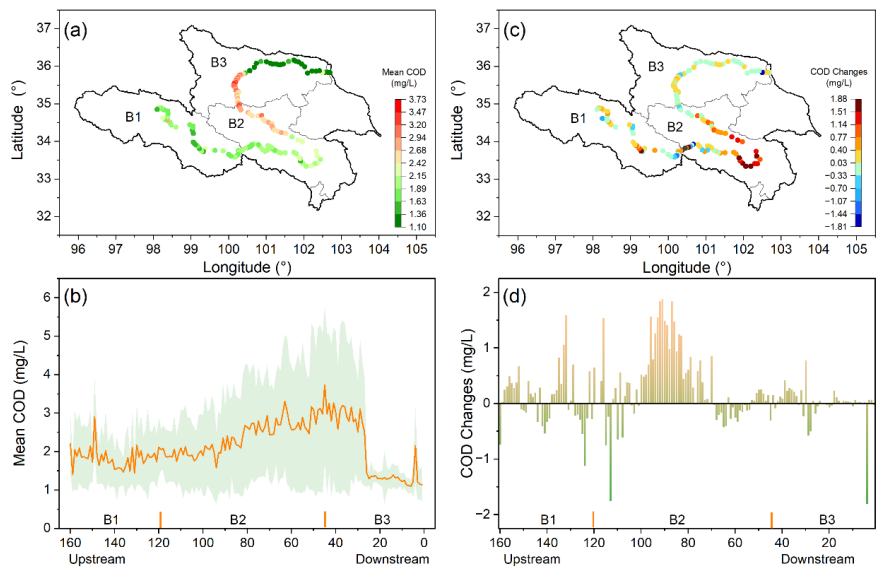 (a)
37
36
35
34
33
32
Latitude (°)
B3
B1
B2
Mean COD
(mg/L)
3.73
3.47
3.20
2.94
2.68
2.42
2.15
1.89
1.63
1.36
1.10
96 97 98 99 100 101 102 103 104 105
Longitude (°)
(c)
37
36
35
34
33
32
Latitude (°)
B3
B1
B2
COD Changes
(mg/L)
1.88
1.51
1.14
0.77
0.40
0.03
−0.33
−0.70
−1.07
−1.44
−1.81
96 97 98 99 100 101 102 103 104 105
Longitude (°)
(b)
6
5
4
3
2
1
0
Mean COD (mg/L)
B1 B2 B3
160 140 120 100 80 60 40 20 0
Upstream Downstream
(d)
2
1
0
−1
−2
COD Changes (mg/L)
B1 B2 B3
160 140 120 100 80 60 40 20
Upstream Downstream